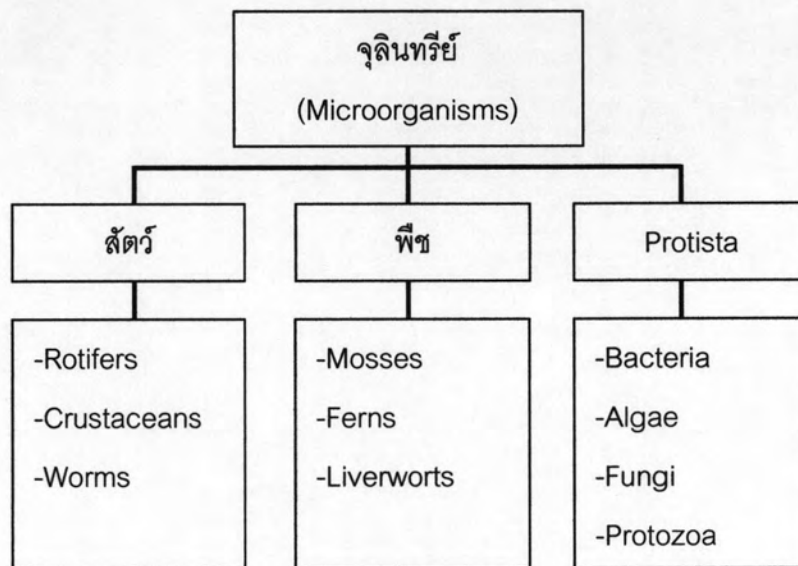 จุลินทรีย์
(Microorganisms)
สัตว์
พืช
Protista
-Rotifers
-Crustaceans
-Worms
-Mosses
-Ferns
-Liverworts
-Bacteria
-Algae
-Fungi
-Protozoa